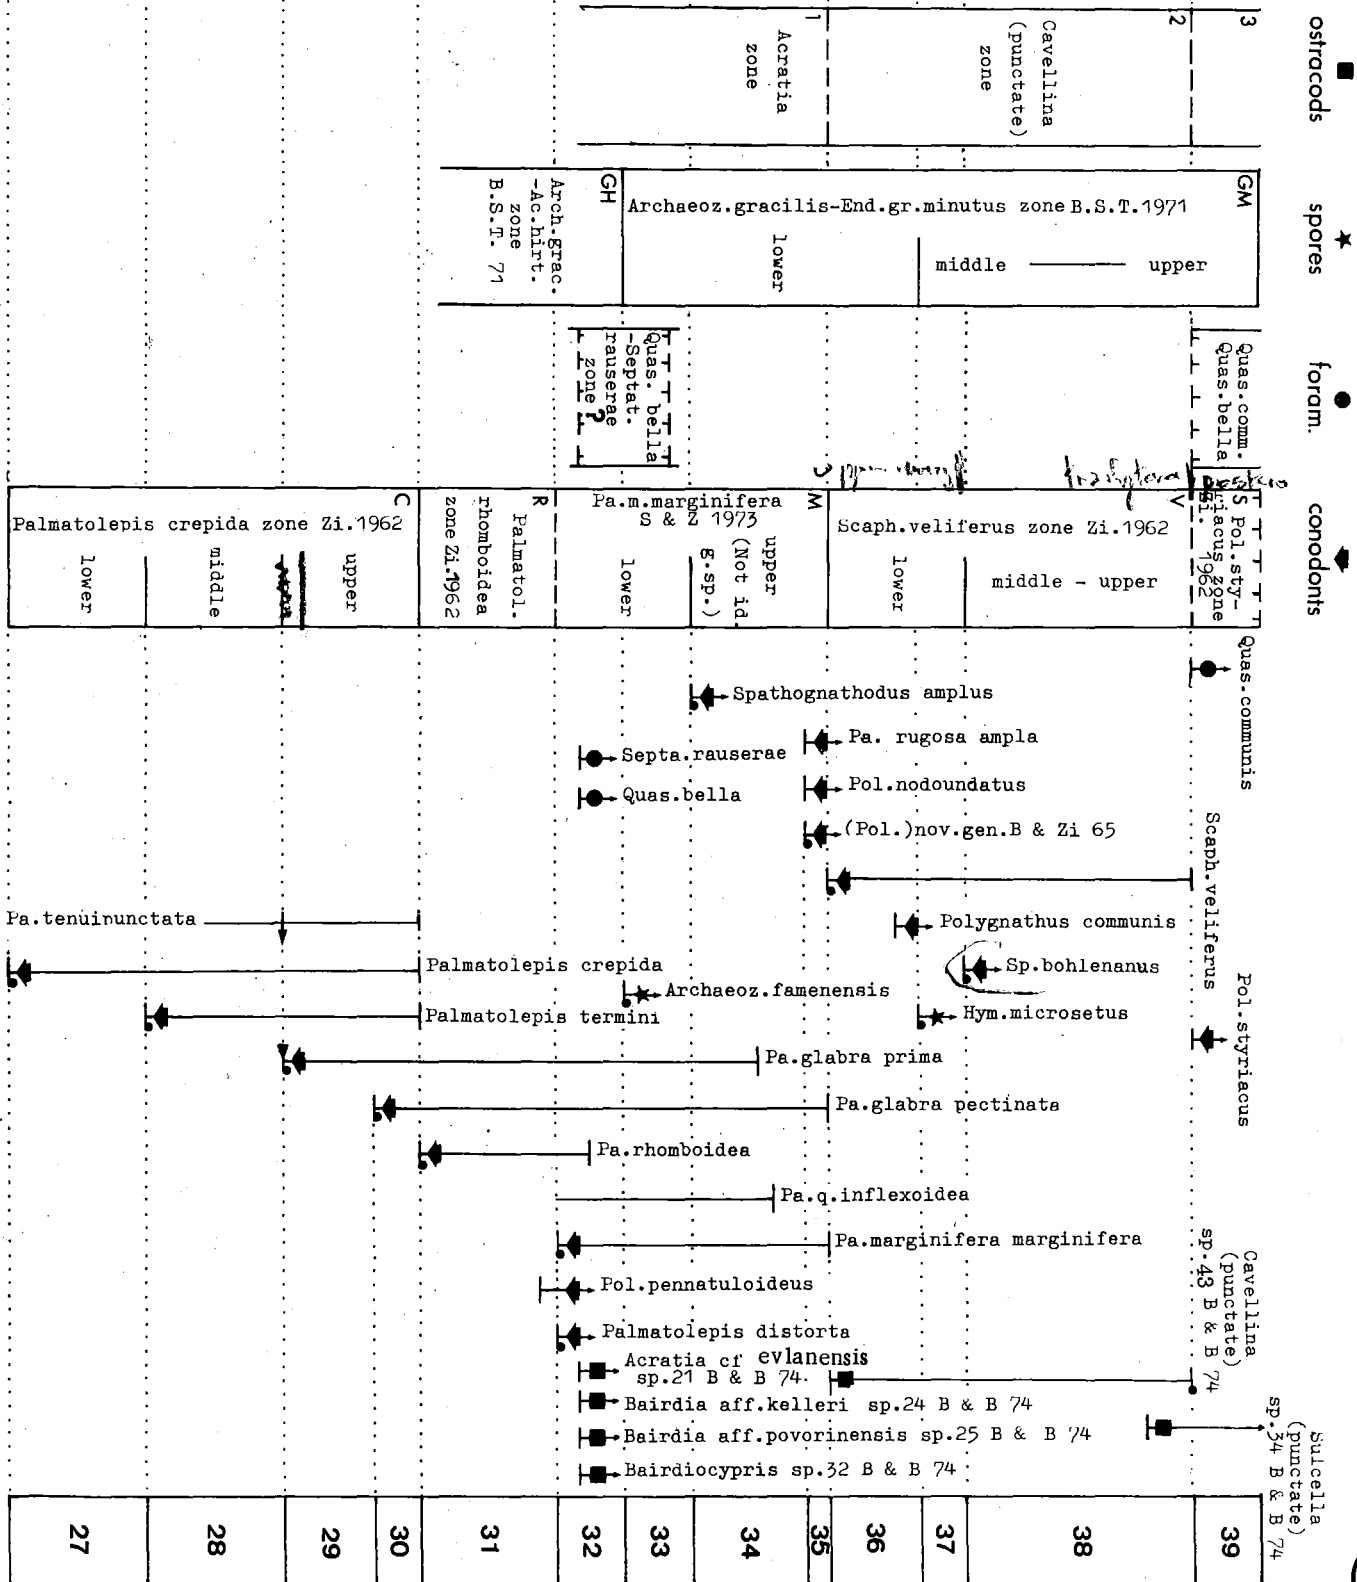 ostracods
spores
foram.
conodonts
3
2
1
Cavellina
(punctate)
zone
Acratia
zone
GM
Archaeoz.gracilis-End.gr.minutus zone B.S.T.1971
middle
upper
lower
GH
Arch.grac.
-Ac.hirt.
zone
B.S.T. 71
Quas.comm.
Quas.bella
Quas. bella
-Septat.
rauserae
zone ?
S
Pol.sty-
riacus zone
Zi. 1962
V
Scaph.veliferus zone Zi.1962
lower
middle - upper
M
Pa.m.marginifera
S & Z 1973
upper
(Not id.
g.sp.)
lower
R
Palmatol.
rhomboidea
zone Zi.1962
C
Palmatolepis crepida zone Zi.1962
upper
middle
lower
Quas.communis
Spathognathodus amplus
Pa. rugosa ampla
Septa.rauserae
Pol.nodoundatus
Quas.bella
(Pol.)nov.gen.B & Zi 65
Scaph.veliferus
Pa.tenuipunctata
Polygnathus communis
Palmatolepis crepida
Sp.bohlenanus
Archaeoz.famenensis
Palmatolepis termini
Hym.microsetus
Pol.styriacus
Pa.glabra prima
Pa.glabra pectinata
Pa.rhomboidea
Pa.q.inflexoidea
Pa.marginifera marginifera
Pol.pennatuloideus
Palmatolepis distorta
Cavellina
(punctate)
sp.43 B & B 74
Acratia cf evlanensis
sp.21 B & B 74
Bairdia aff.kelleri sp.24 B & B 74
Bairdia aff.povorinensis sp.25 B & B 74
Bairdiocypris sp.32 B & B 74
Sulcella
(punctate)
sp.34 B & B 74
27
28
29
30
31
32
33
34
35
36
37
38
39